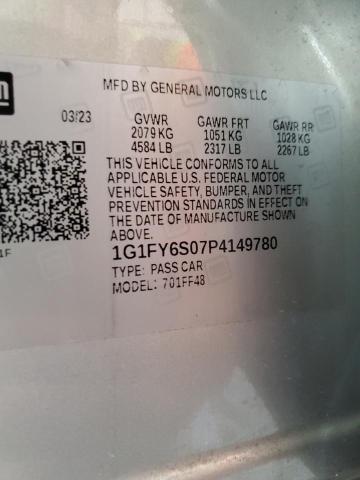 gm
MFD BY GENERAL MOTORS LLC
03/23 GVWR GAWR FRT GAWR RR
2079 KG 1051 KG 1028 KG
4584 LB 2317 LB 2267 LB
THIS VEHICLE CONFORMS TO ALL
APPLICABLE U.S. FEDERAL MOTOR
VEHICLE SAFETY, BUMPER, AND THEFT
PREVENTION STANDARDS IN EFFECT ON
THE DATE OF MANUFACTURE SHOWN
ABOVE.
1G1FY6S07P4149780
TYPE: PASS CAR
MODEL: 701FF48